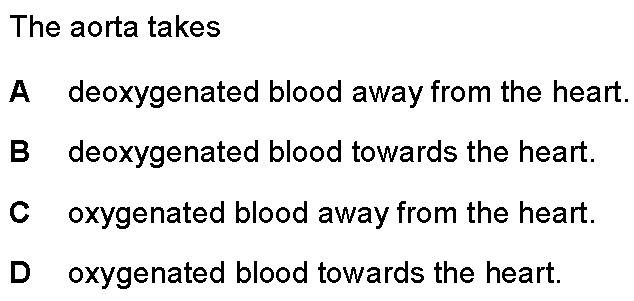 The aorta takes
A deoxygenated blood away from the heart.
B deoxygenated blood towards the heart.
C oxygenated blood away from the heart.
D oxygenated blood towards the heart.